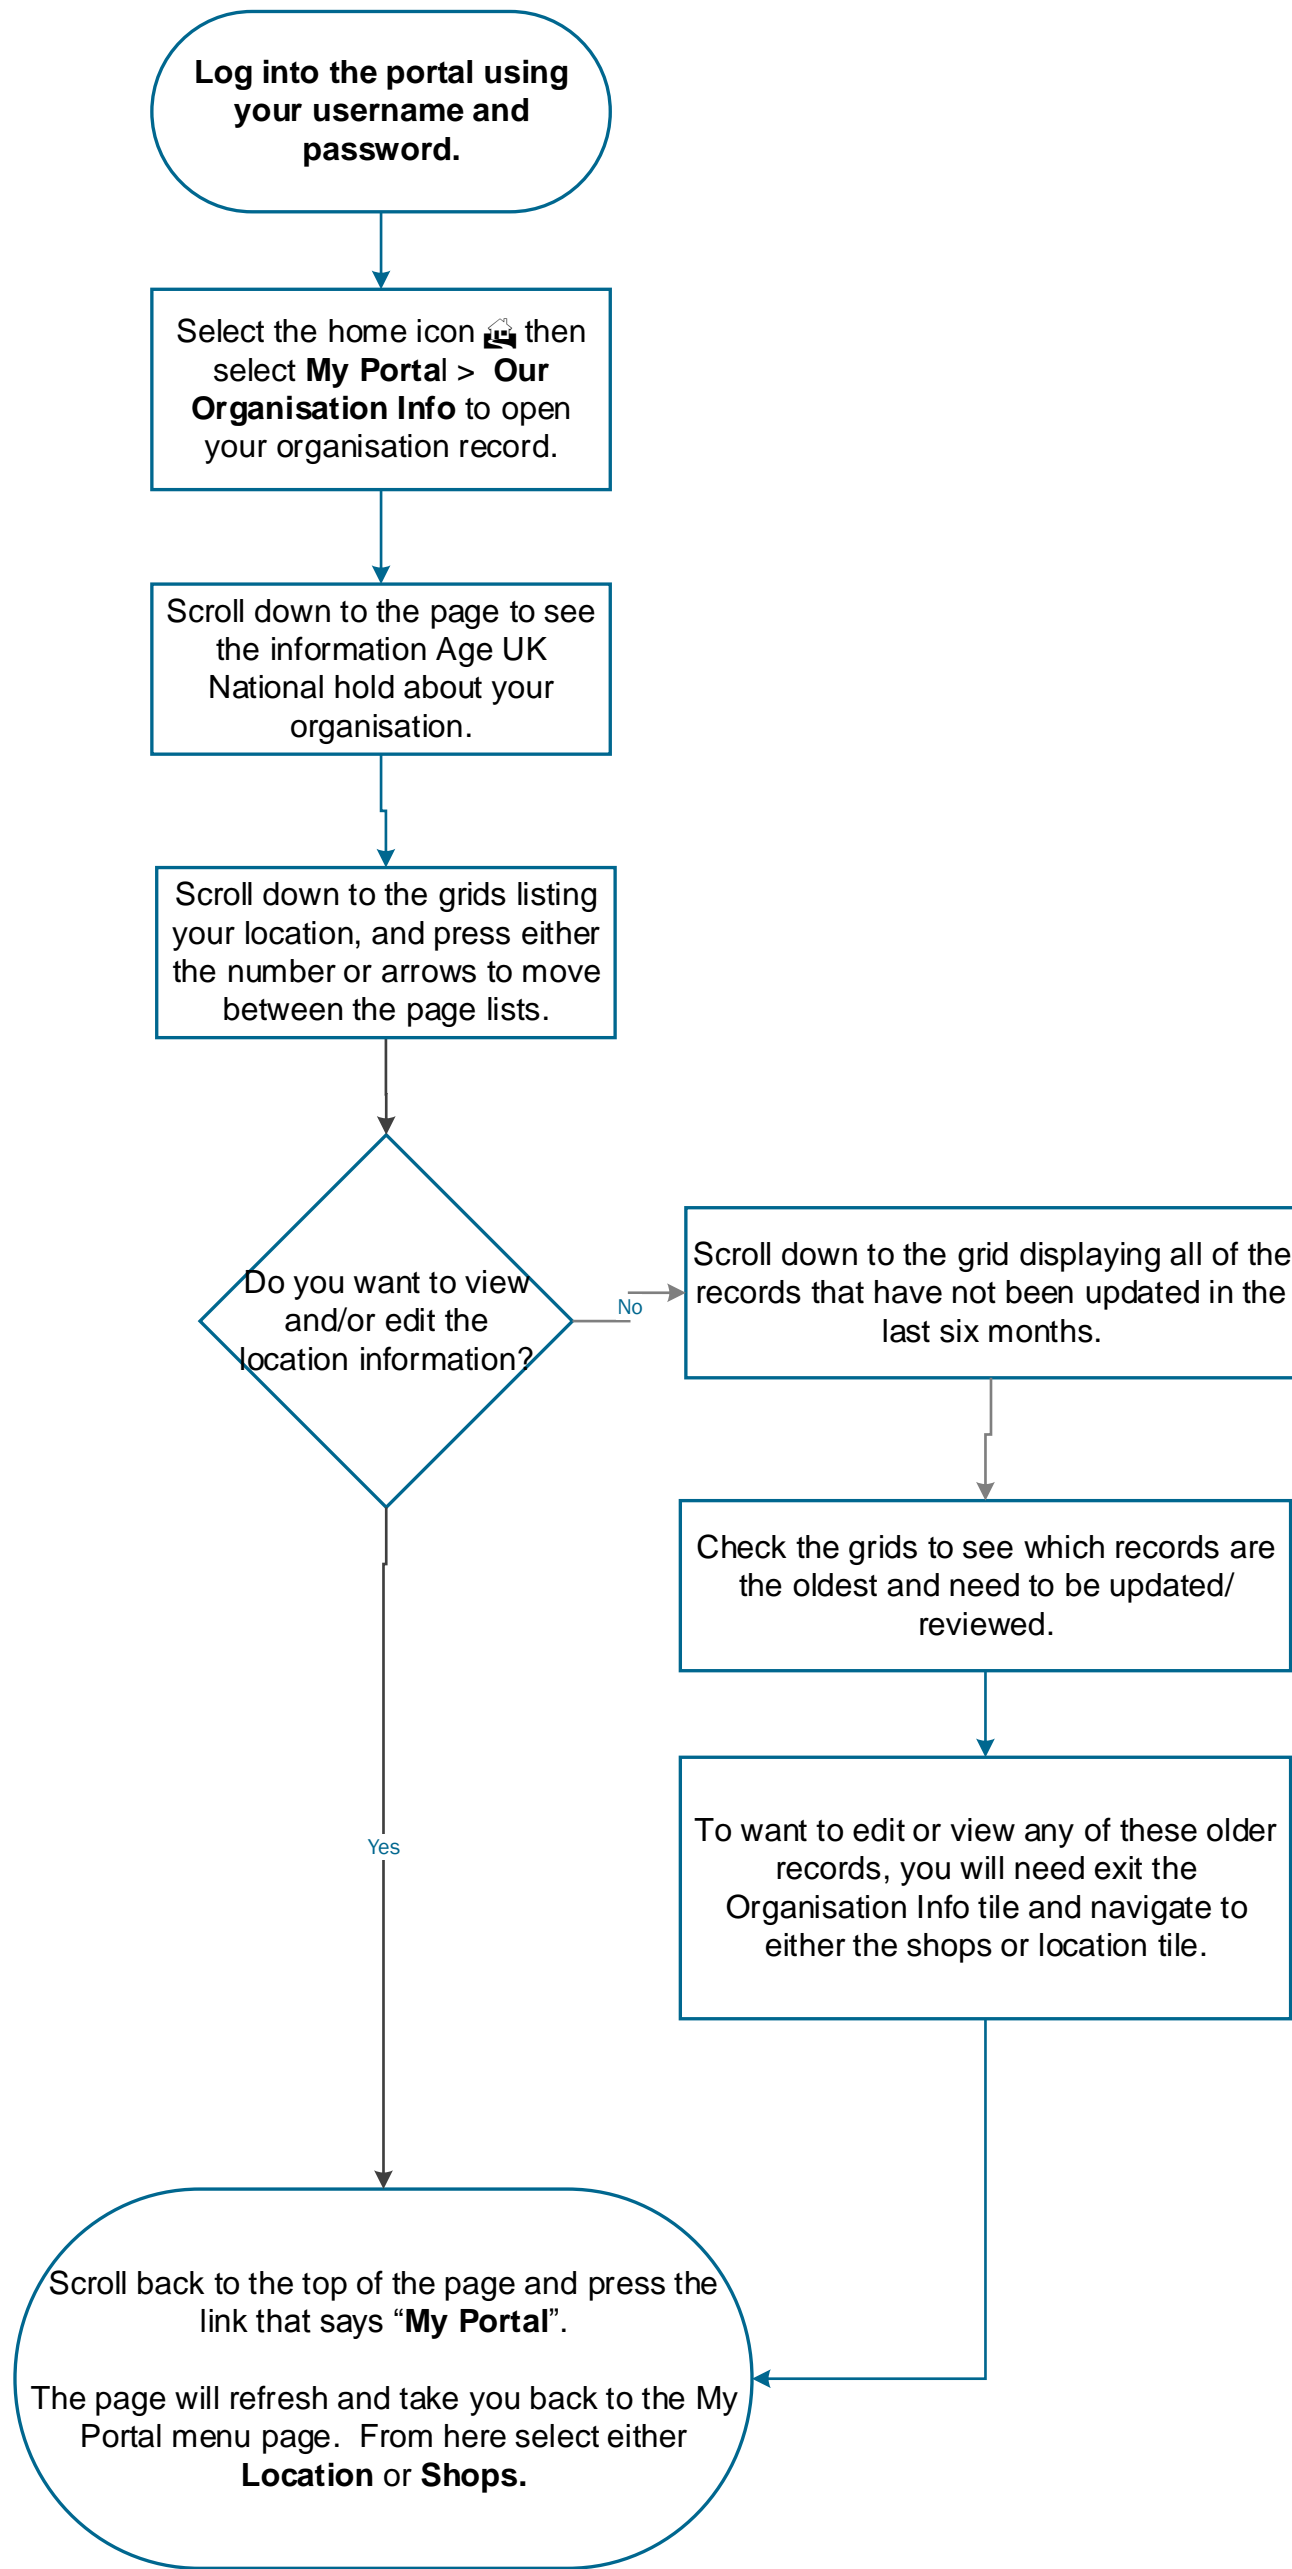 Log into the portal using
your username and
password.
Select the home icon then
select My Portal > Our
Organisation Info to open
your organisation record.
Scroll down to the page to see
the information Age UK
National hold about your
organisation.
Scroll down to the grids listing
your location, and press either
the number or arrows to move
between the page lists.
Do you want to view
and/or edit the
location information?
No
Scroll down to the grid displaying all of the
records that have not been updated in the
last six months.
Check the grids to see which records are
the oldest and need to be updated/
reviewed.
To want to edit or view any of these older
records, you will need exit the
Organisation Info tile and navigate to
either the shops or location tile.
Yes
Scroll back to the top of the page and press the
link that says “My Portal”.
The page will refresh and take you back to the My
Portal menu page. From here select either
Location or Shops.